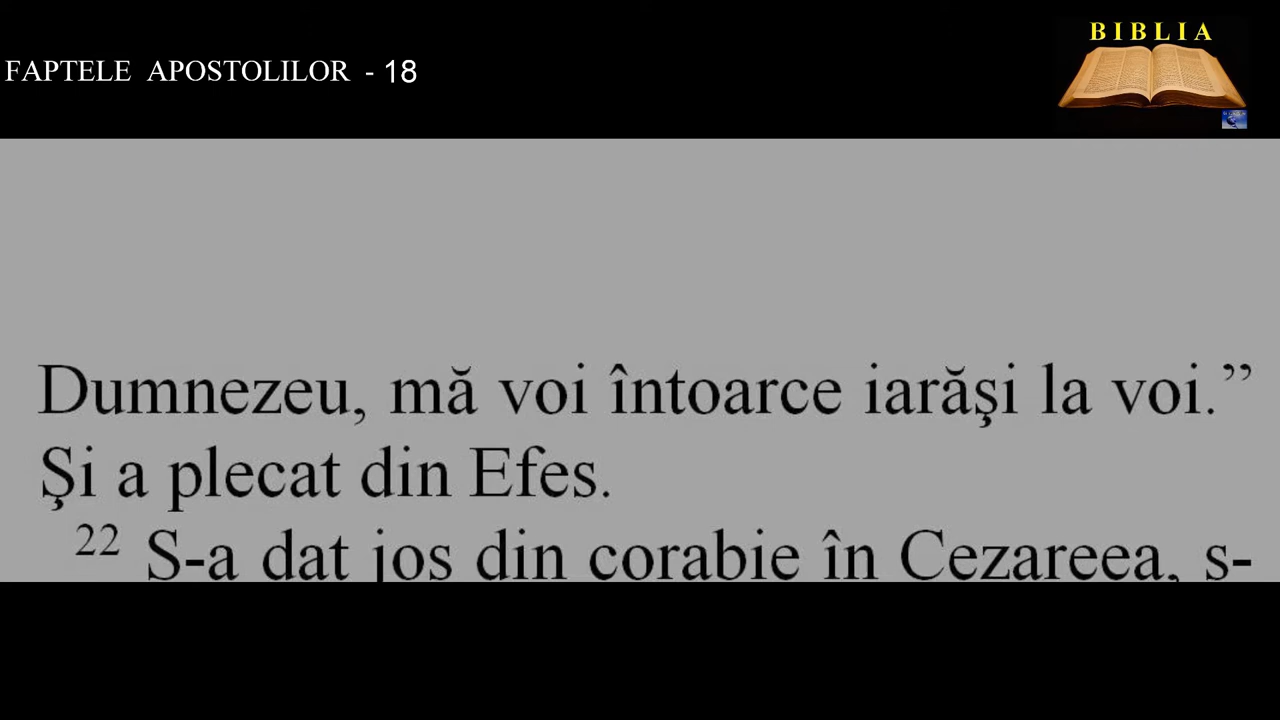 BIBLIA
FAPTELE APOSTOLILOR - 18
Dumnezeu, mă voi întoarce iarăşi la voi.”
Şi a plecat din Efes.
22 S-a dat jos din corabie în Cezareea, s-